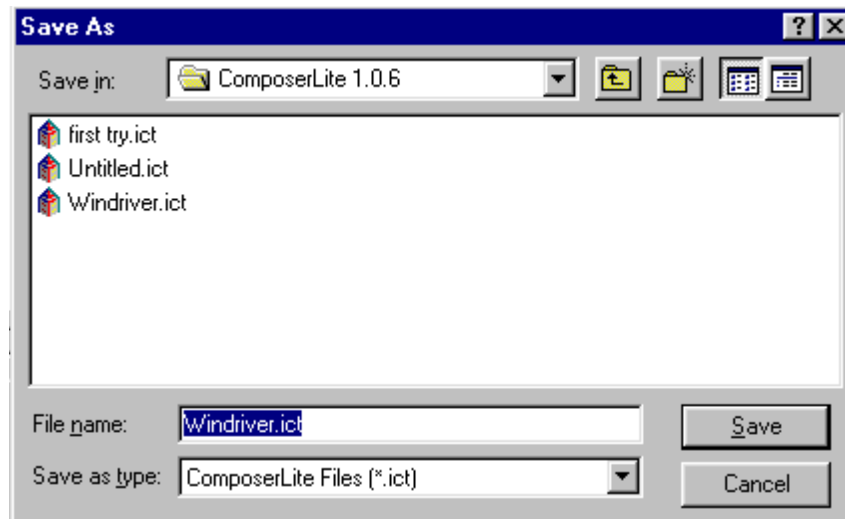 Save As
Save in: ComposerLite 1.0.6
first try.ict
Untitled.ict
Windriver.ict
File name: Windriver.ict Save
Save as type: ComposerLite Files (*.ict) Cancel